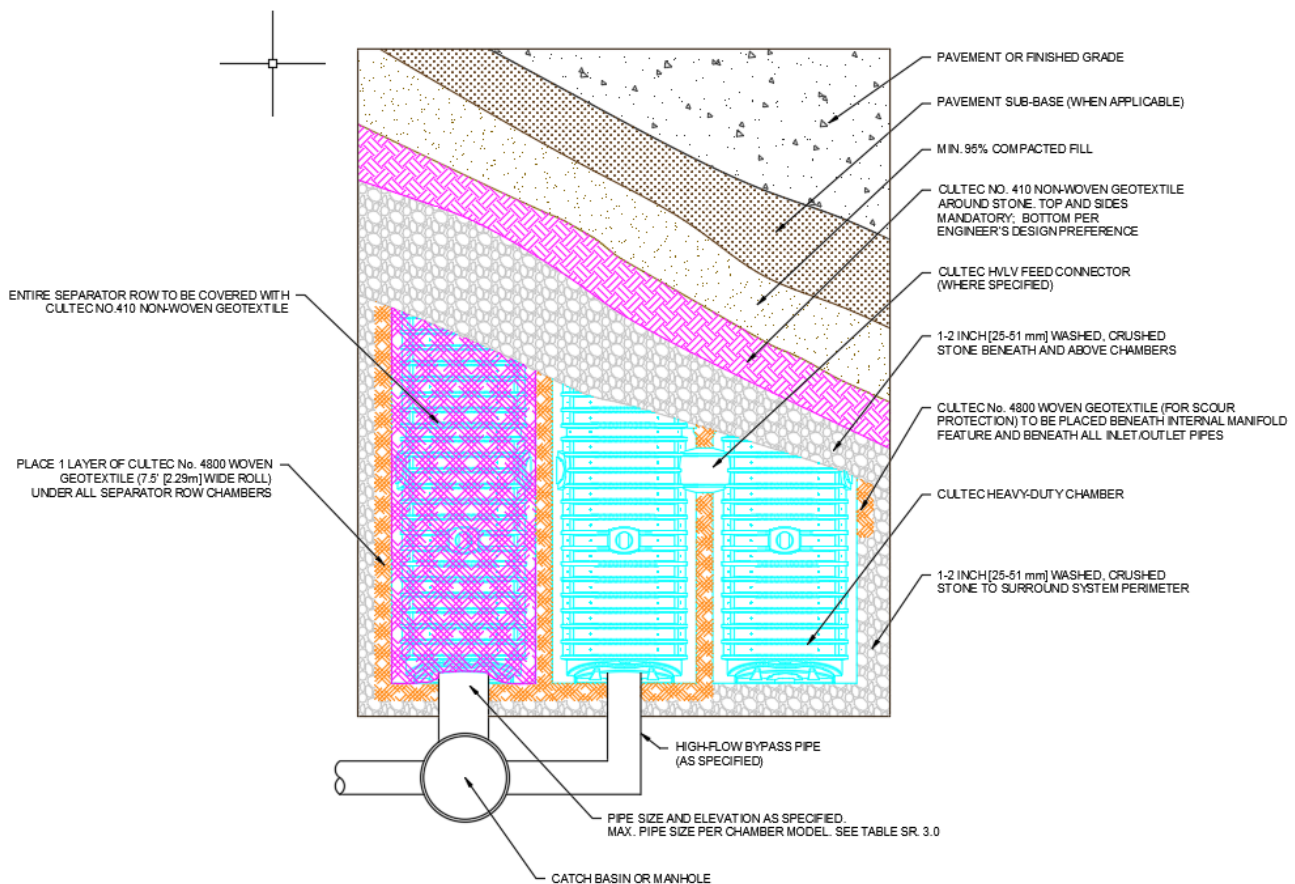 PAVEMENT OR FINISHED GRADE
PAVEMENT SUB-BASE (WHEN APPLICABLE)
MIN. 95% COMPACTED FILL
CULTEC NO. 410 NON-WOVEN GEOTEXTILE
AROUND STONE. TOP AND SIDES
MANDATORY; BOTTOM PER
ENGINEER'S DESIGN PREFERENCE
CULTEC HVLV FEED CONNECTOR
(WHERE SPECIFIED)
ENTIRE SEPARATOR ROW TO BE COVERED WITH
CULTEC NO.410 NON-WOVEN GEOTEXTILE
1-2 INCH [25-51 mm] WASHED, CRUSHED
STONE BENEATH AND ABOVE CHAMBERS
CULTEC No. 4800 WOVEN GEOTEXTILE (FOR SCOUR
PROTECTION) TO BE PLACED BENEATH INTERNAL MANIFOLD
FEATURE AND BENEATH ALL INLET/OUTLET PIPES
PLACE 1 LAYER OF CULTEC No. 4800 WOVEN
GEOTEXTILE (7.5' [2.29m] WIDE ROLL)
UNDER ALL SEPARATOR ROW CHAMBERS
CULTEC HEAVY-DUTY CHAMBER
1-2 INCH [25-51 mm] WASHED, CRUSHED
STONE TO SURROUND SYSTEM PERIMETER
HIGH-FLOW BYPASS PIPE
(AS SPECIFIED)
PIPE SIZE AND ELEVATION AS SPECIFIED.
MAX. PIPE SIZE PER CHAMBER MODEL. SEE TABLE SR. 3.0
CATCH BASIN OR MANHOLE